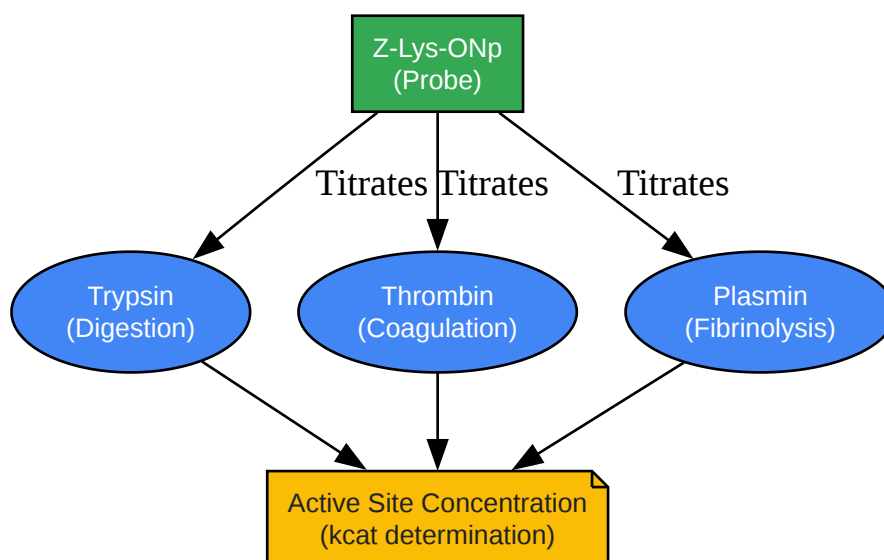 Z-Lys-ONp
(Probe)
Titrates
Titrates
Titrates
Trypsin
(Digestion)
Thrombin
(Coagulation)
Plasmin
(Fibrinolysis)
Active Site Concentration
(kcat determination)